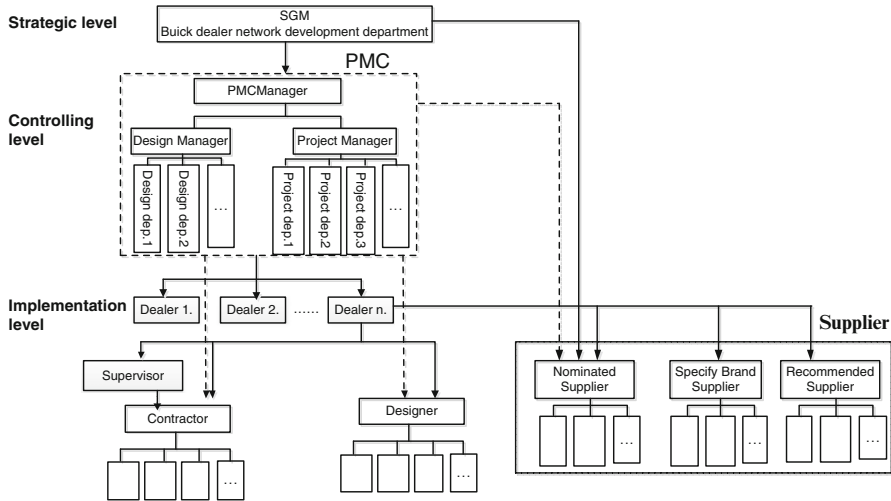 Strategic level
SGM
Buick dealer network development department
PMC
PMCManager
Controlling
level
Design Manager
Project Manager
Design dep.1
Design dep.2
...
Project dep.1
Project dep.2
Project dep.3
...
Implementation
level
Dealer 1.
Dealer 2.
......
Dealer n.
Supplier
Supervisor
Nominated
Supplier
Specify Brand
Supplier
Recommended
Supplier
Contractor
Designer
...
...
...
...
...